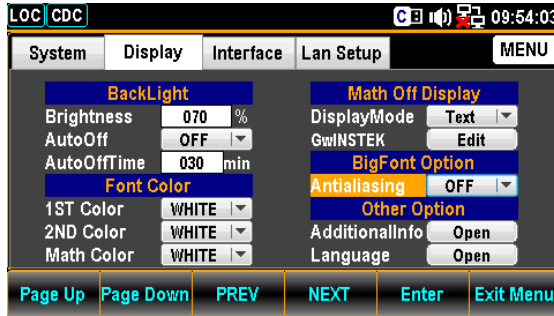 LOC CDC C 09:54:03
System Display Interface Lan Setup MENU
BackLight
Brightness 070 %
AutoOff OFF
AutoOffTime 030 min
Font Color
1ST Color WHITE
2ND Color WHITE
Math Color WHITE
Math Off Display
DisplayMode Text
GWINSTEK Edit
BigFont Option
Antialiasing OFF
Other Option
AdditionalInfo Open
Language Open
Page Up Page Down PREV NEXT Enter Exit Menu